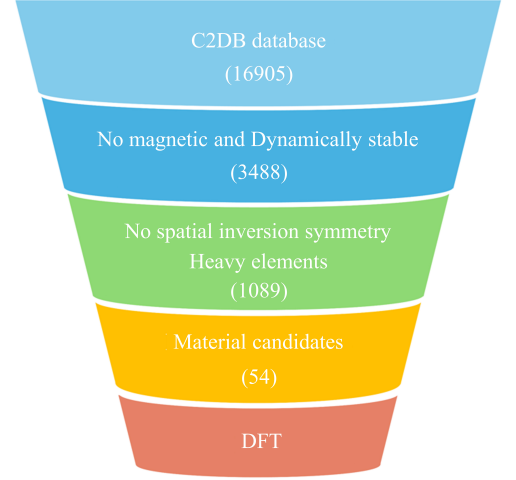 C2DB database
(16905)
No magnetic and Dynamically stable
(3488)
No spatial inversion symmetry
Heavy elements
(1089)
Material candidates
(54)
DFT